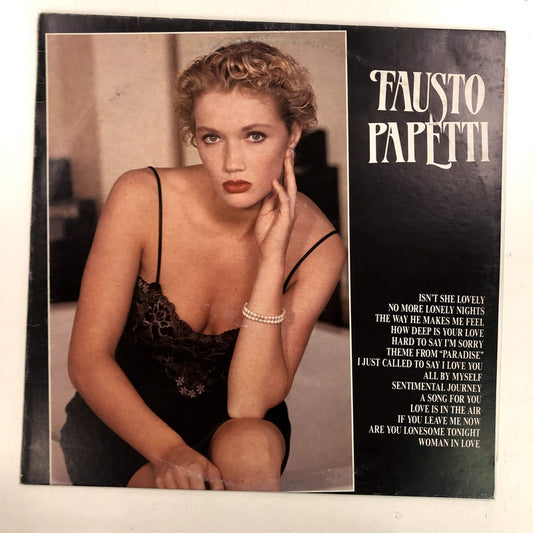 FAUSTO
PAPETTI
ISN'T SHE LOVELY
NO MORE LONELY NIGHTS
THE WAY HE MAKES ME FEEL
HOW DEEP IS YOUR LOVE
HARD TO SAY I'M SORRY
THEME FROM "PARADISE"
I JUST CALLED TO SAY I LOVE YOU
ALL BY MYSELF
SENTIMENTAL JOURNEY
A SONG FOR YOU
LOVE IS IN THE AIR
IF YOU LEAVE ME NOW
ARE YOU LONESOME TONIGHT
WOMAN IN LOVE